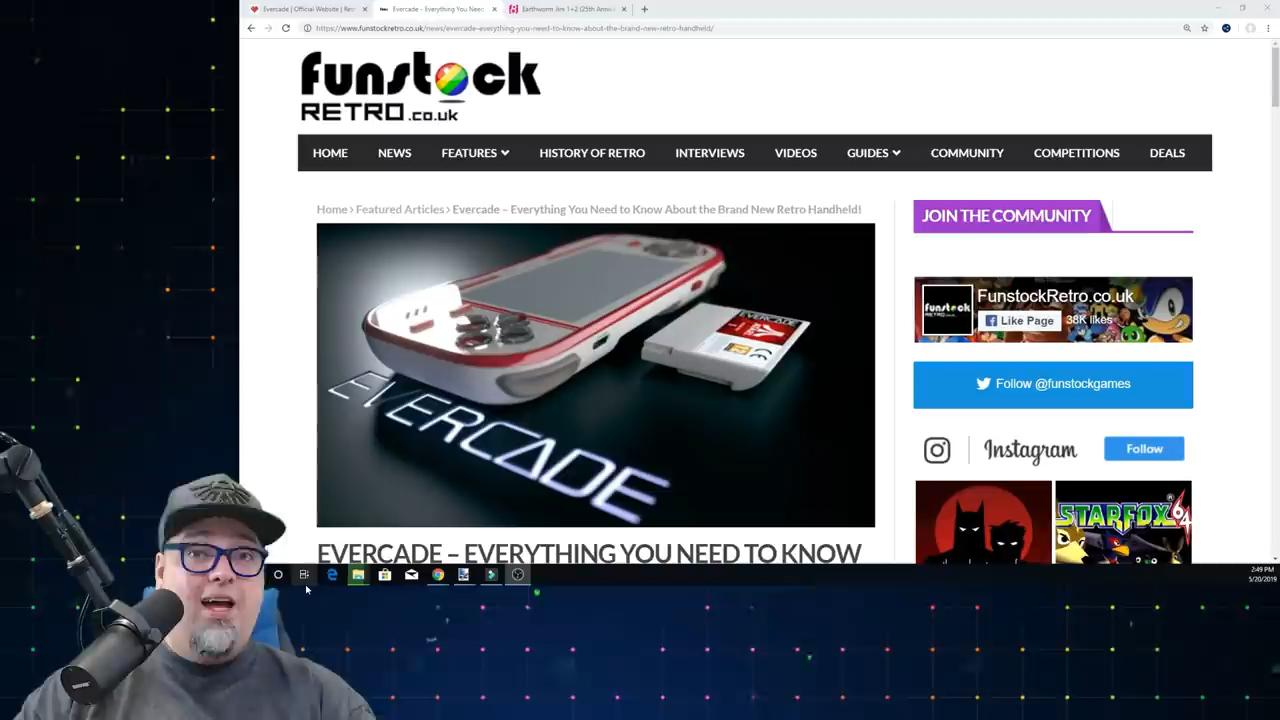 Evercade | Official Website | Ret
Evercade – Everything You Need
Earthworm Jim 1+2 (25th Anniv
https://www.funstockretro.co.uk/news/evercade-everything-you-need-to-know-about-the-brand-new-retro-handheld/
funstock
RETRO.co.uk
HOME NEWS FEATURES HISTORY OF RETRO INTERVIEWS VIDEOS GUIDES COMMUNITY COMPETITIONS DEALS
Home › Featured Articles › Evercade – Everything You Need to Know About the Brand New Retro Handheld!
JOIN THE COMMUNITY
EVERCADE
EVERCADE
funstock
RETRO
FunstockRetro.co.uk
Like Page 38K likes
Follow @funstockgames
Instagram Follow
STARFOX 64
EVERCADE – EVERYTHING YOU NEED TO KNOW
2:49 PM
5/20/2019